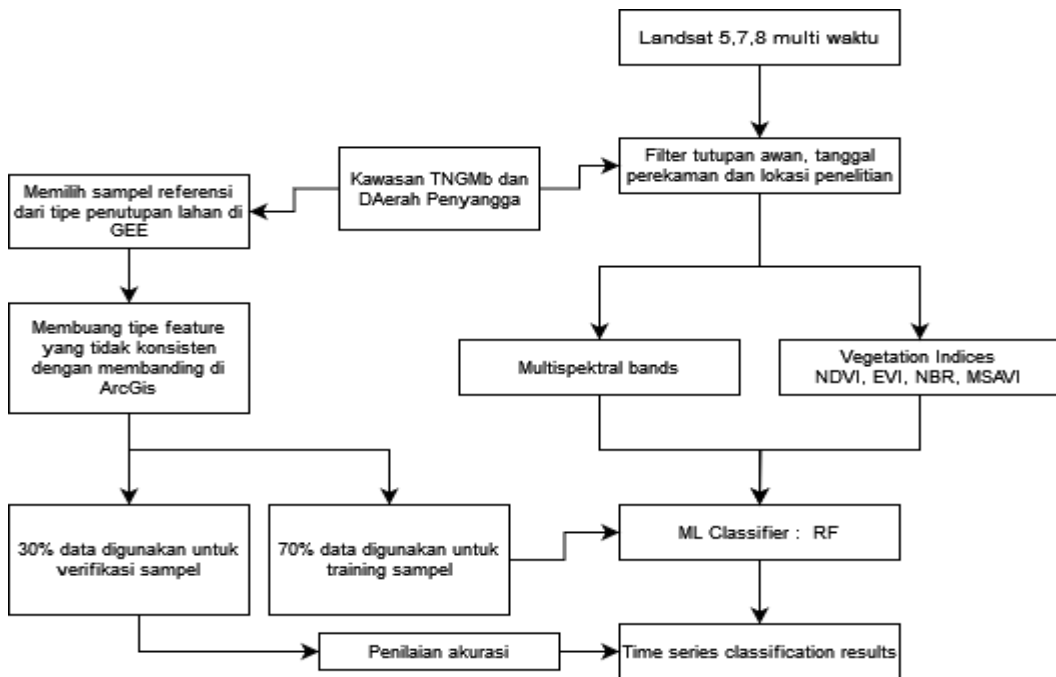 Landsat 5,7,8 multi waktu
Filter tutupan awan, tanggal
perekaman dan lokasi penelitian
Kawasan TNGMb dan
DAerah Penyangga
Memilih sampel referensi
dari tipe penutupan lahan di
GEE
Membuang tipe feature
yang tidak konsisten
dengan membanding di
ArcGis
Multispektral bands
Vegetation Indices
NDVI, EVI, NBR, MSAVI
30% data digunakan untuk
verifikasi sampel
70% data digunakan untuk
training sampel
ML Classifier : RF
Penilaian akurasi
Time series classification results